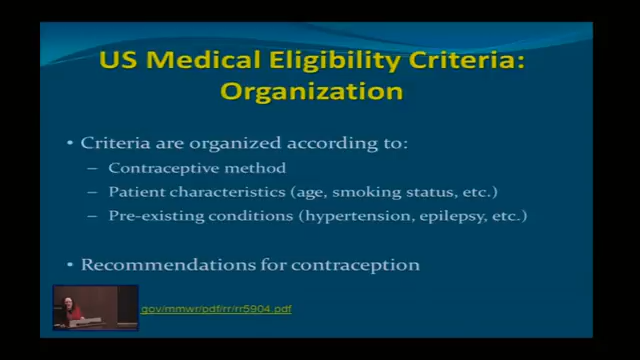 US Medical Eligibility Criteria:
Organization
• Criteria are organized according to:
– Contraceptive method
– Patient characteristics (age, smoking status, etc.)
– Pre-existing conditions (hypertension, epilepsy, etc.)
• Recommendations for contraception
gov/mmwr/pdf/rr/rr5904.pdf